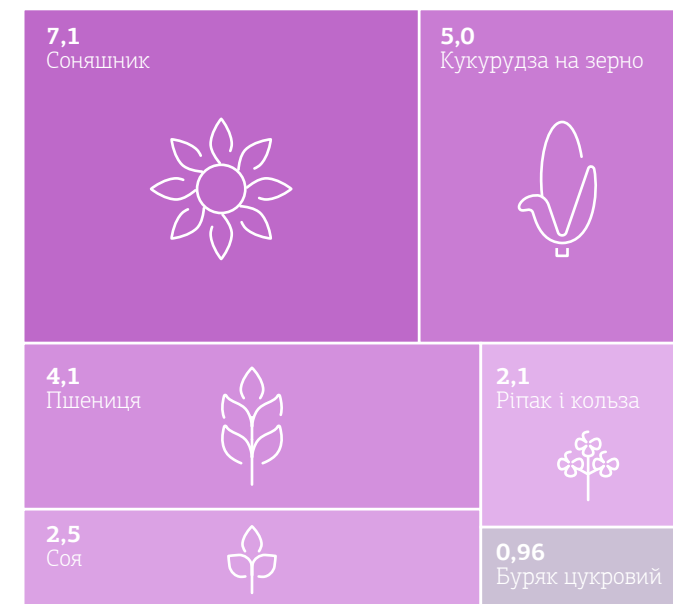 7,1
Соняшник
5,0
Кукурудза на зерно
4,1
Пшениця
2,1
Ріпак і кольза
2,5
Соя
0,96
Буряк цукровий